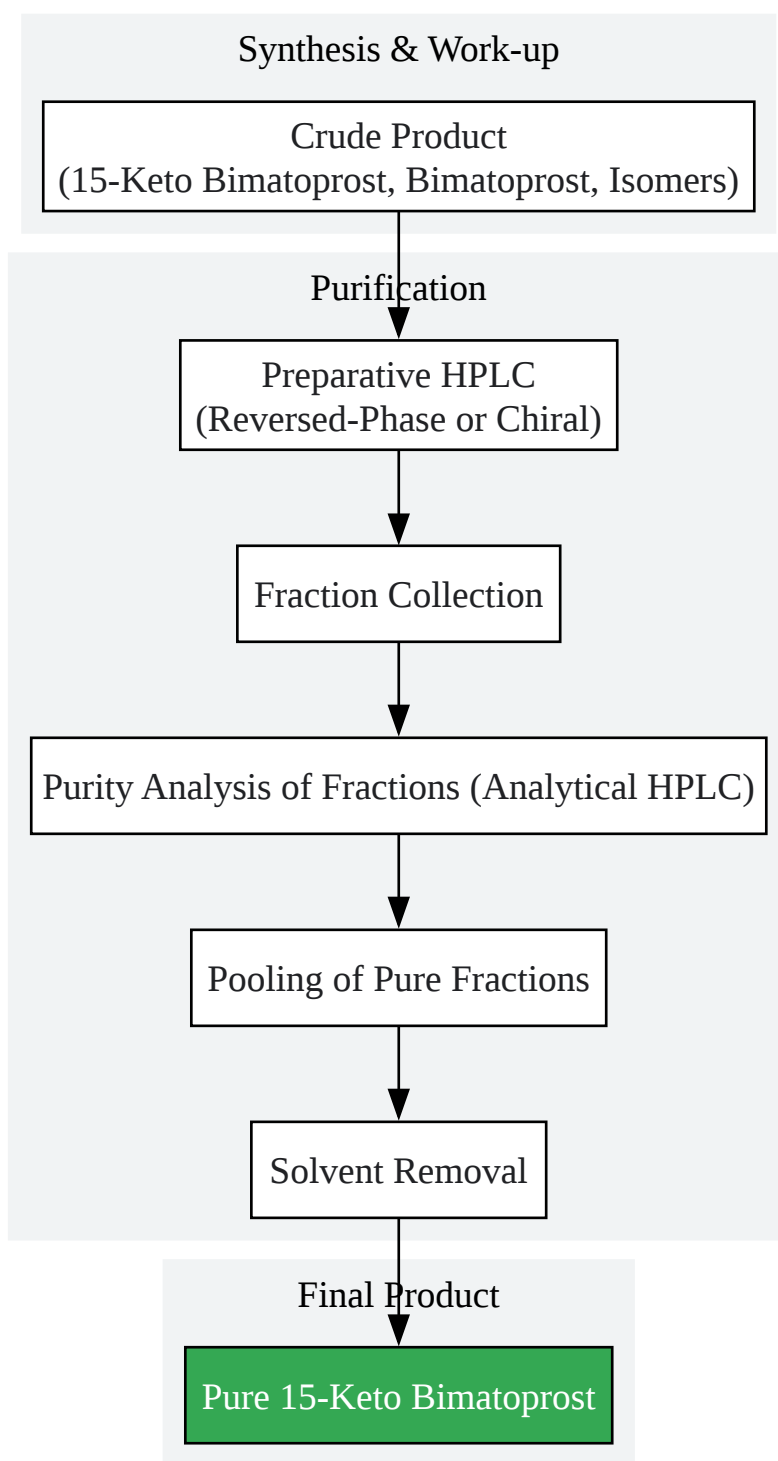 Synthesis & Work-up
Crude Product
(15-Keto Bimatoprost, Bimatoprost, Isomers)
Purification
Preparative HPLC
(Reversed-Phase or Chiral)
Fraction Collection
Purity Analysis of Fractions (Analytical HPLC)
Pooling of Pure Fractions
Solvent Removal
Final Product
Pure 15-Keto Bimatoprost